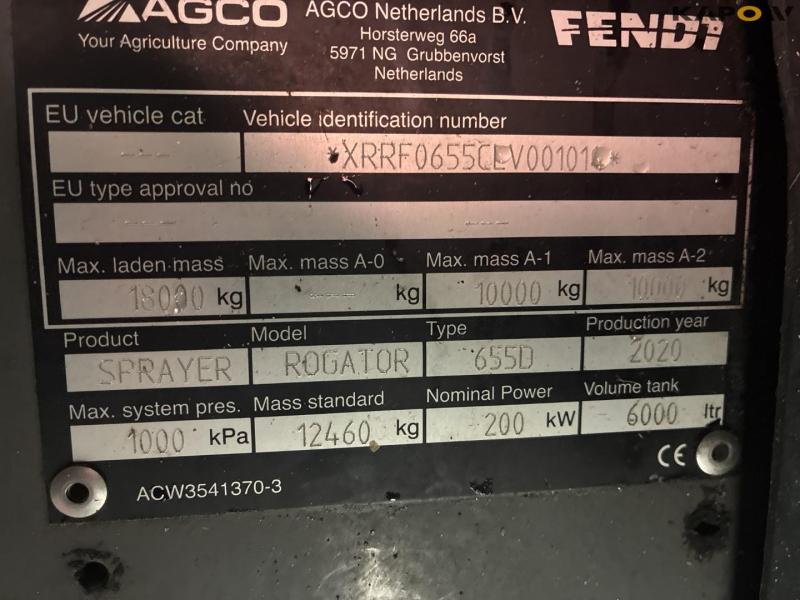 AGCO
Your Agriculture Company
AGCO Netherlands B.V.
Horsterweg 66a
5971 NG Grubbenvorst
Netherlands
FENDT
KAPOW
EU vehicle cat
---
Vehicle identification number
EU type approval no
--- ---
Max. laden mass
18000 kg
Max. mass A-0
--- kg
Max. mass A-1
10000 kg
Max. mass A-2
10000 kg
Product
SPRAYER
Model
ROGATOR
Type
655D
Production year
2020
Max. system pres.
1000 kPa
Mass standard
12460 kg
Nominal Power
200 kW
Volume tank
6000 ltr
ACW3541370-3
CE